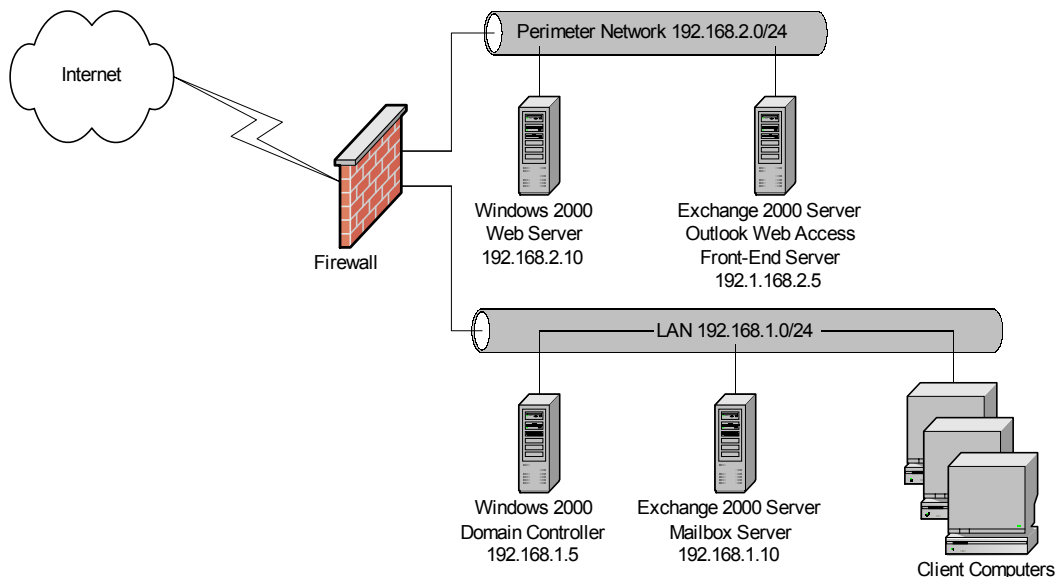 Perimeter Network 192.168.2.0/24
Internet
Windows 2000
Web Server
192.168.2.10
Exchange 2000 Server
Outlook Web Access
Front-End Server
192.1.168.2.5
Firewall
LAN 192.168.1.0/24
Windows 2000
Domain Controller
192.168.1.5
Exchange 2000 Server
Mailbox Server
192.168.1.10
Client Computers